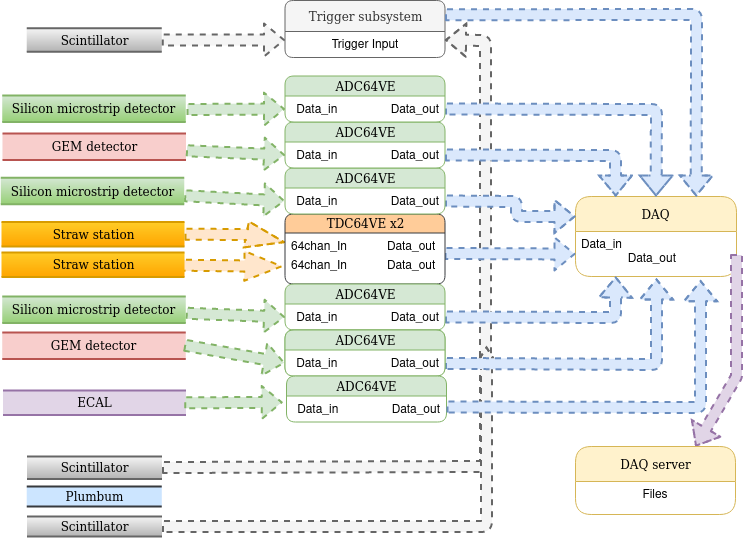 Trigger subsystem
Scintillator
Trigger Input
ADC64VE
Silicon microstrip detector
Data_in Data_out
ADC64VE
GEM detector
Data_in Data_out
ADC64VE
Silicon microstrip detector
Data_in Data_out
TDC64VE x2
Straw station
64chan_In Data_out
Straw station
64chan_In Data_out
DAQ
Data_in
Data_out
ADC64VE
Silicon microstrip detector
Data_in Data_out
ADC64VE
GEM detector
Data_in Data_out
ADC64VE
ECAL
Data_in Data_out
Scintillator
Plumbum
Scintillator
DAQ server
Files